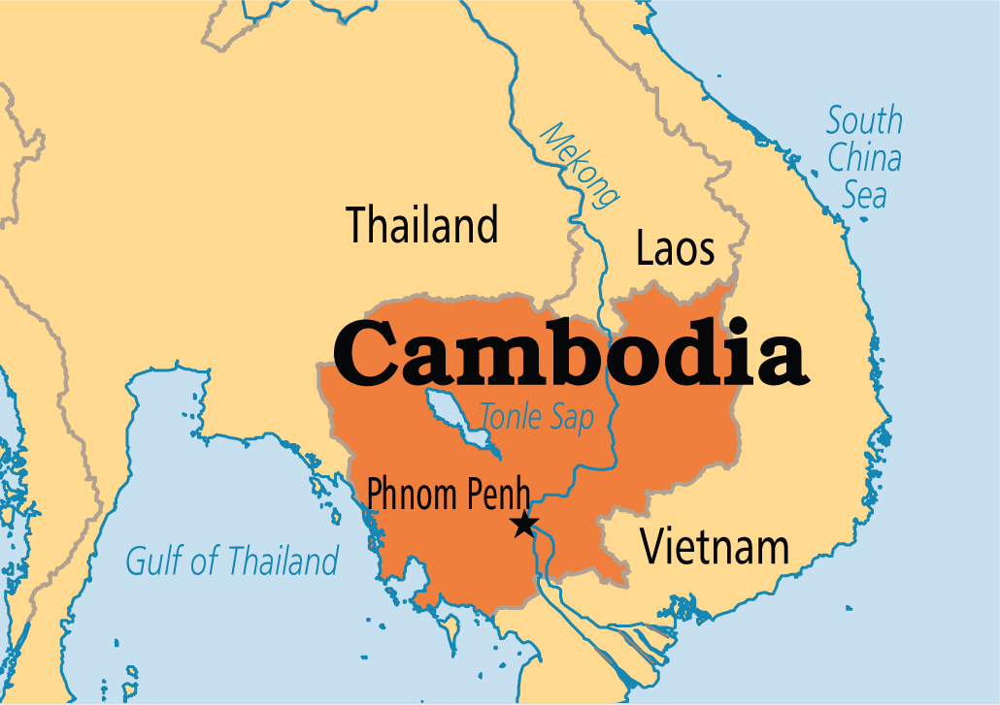 South
China
Sea
Mekong
Thailand
Laos
Cambodia
Tonle Sap
Phnom Penh
Vietnam
Gulf of Thailand